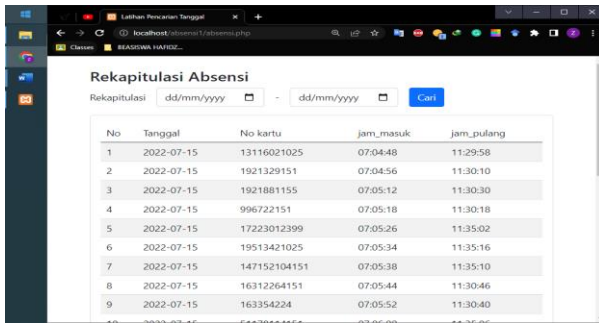 Latihan Pencarian Tanggal
localhost/absensi1/absensi.php
Classes BEASISWA HAFIDZ...
Rekapitulasi Absensi
Rekapitulasi dd/mm/yyyy - dd/mm/yyyy Cari
No Tanggal No kartu jam_masuk jam_pulang
1 2022-07-15 13116021025 07:04:48 11:29:58
2 2022-07-15 1921329151 07:04:56 11:30:10
3 2022-07-15 1921881155 07:05:12 11:30:30
4 2022-07-15 996722151 07:05:18 11:30:18
5 2022-07-15 17223012399 07:05:26 11:35:02
6 2022-07-15 19513421025 07:05:34 11:35:16
7 2022-07-15 147152104151 07:05:38 11:35:10
8 2022-07-15 16312264151 07:05:44 11:30:46
9 2022-07-15 163354224 07:05:52 11:30:40